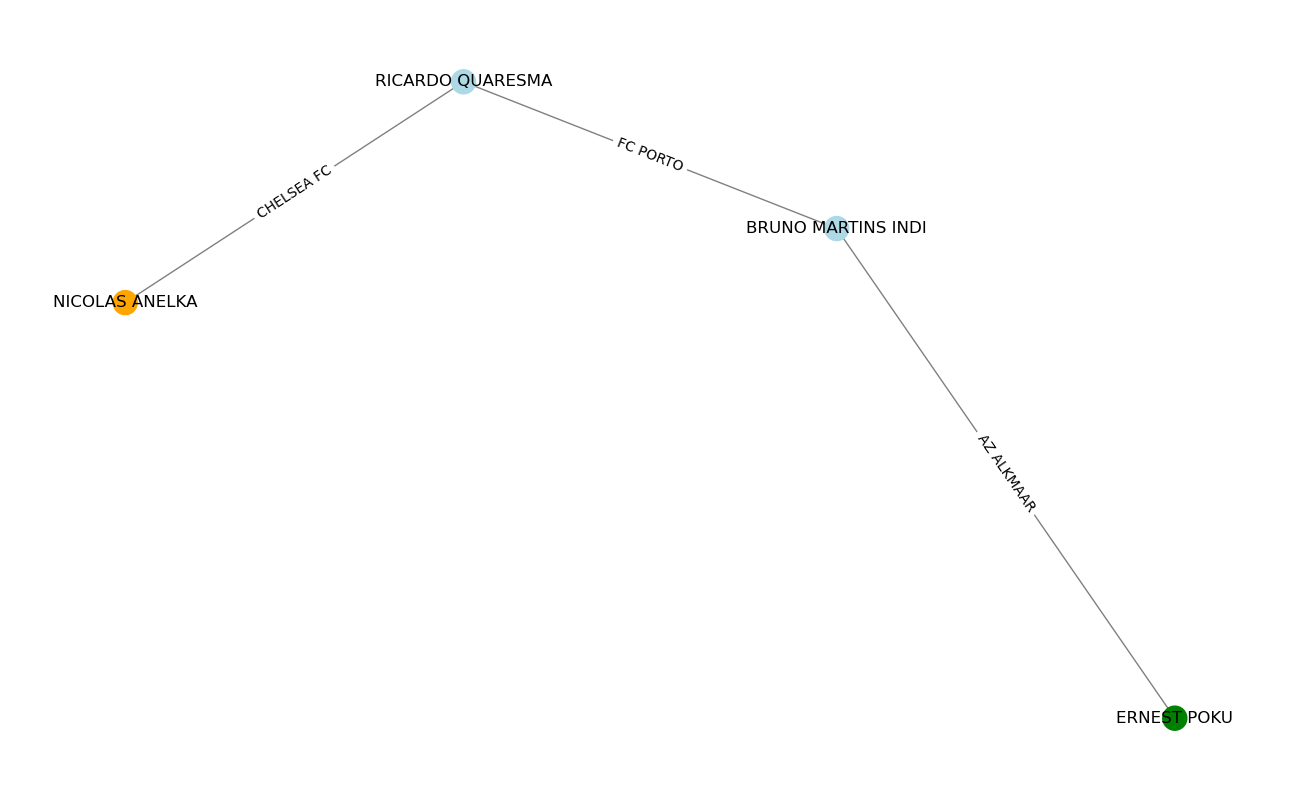 RICARDO QUARESMA
FC PORTO
CHELSEA FC
BRUNO MARTINS INDI
NICOLAS ANELKA
AZ ALKMAAR
ERNEST POKU